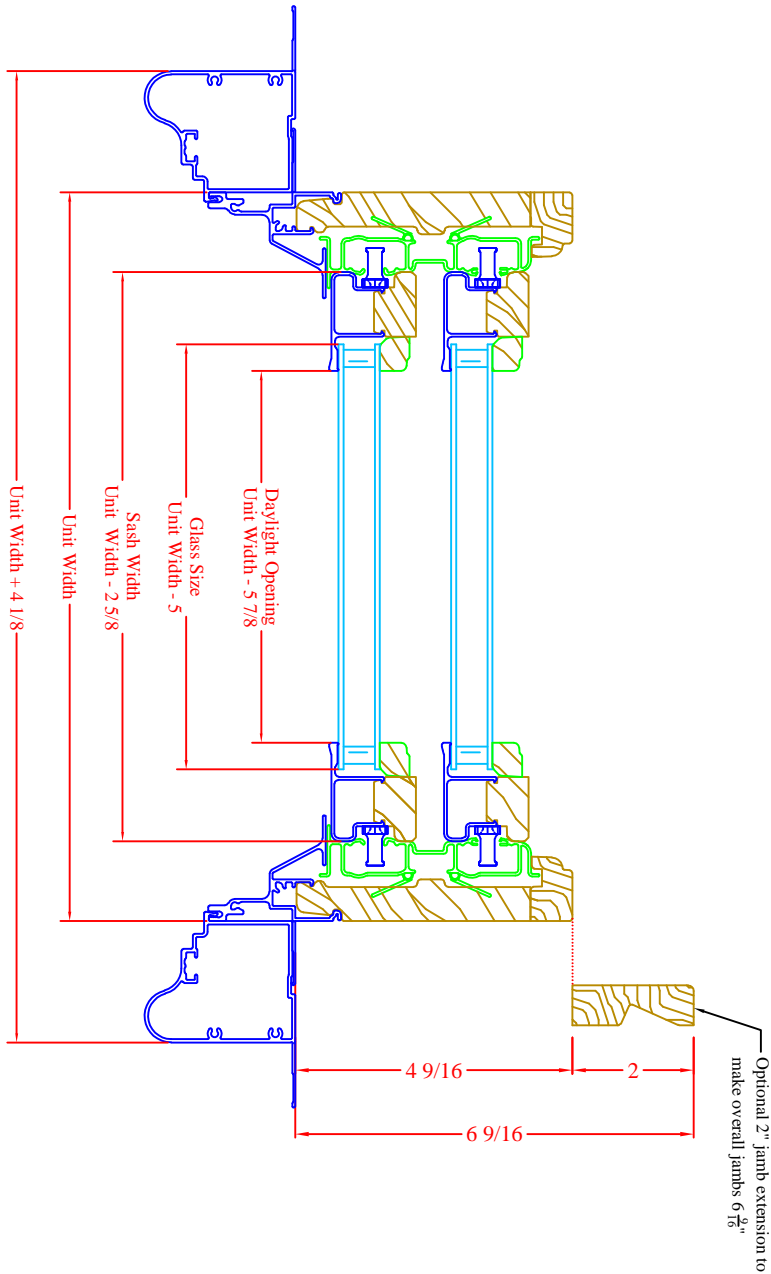 Optional 2" jamb extension to
make overall jambs 6 9/16"
2
4 9/16
6 9/16
Daylight Opening
Unit Width - 5 7/8
Glass Size
Unit Width - 5
Sash Width
Unit  Width - 2 5/8
Unit Width
Unit Width + 4 1/8